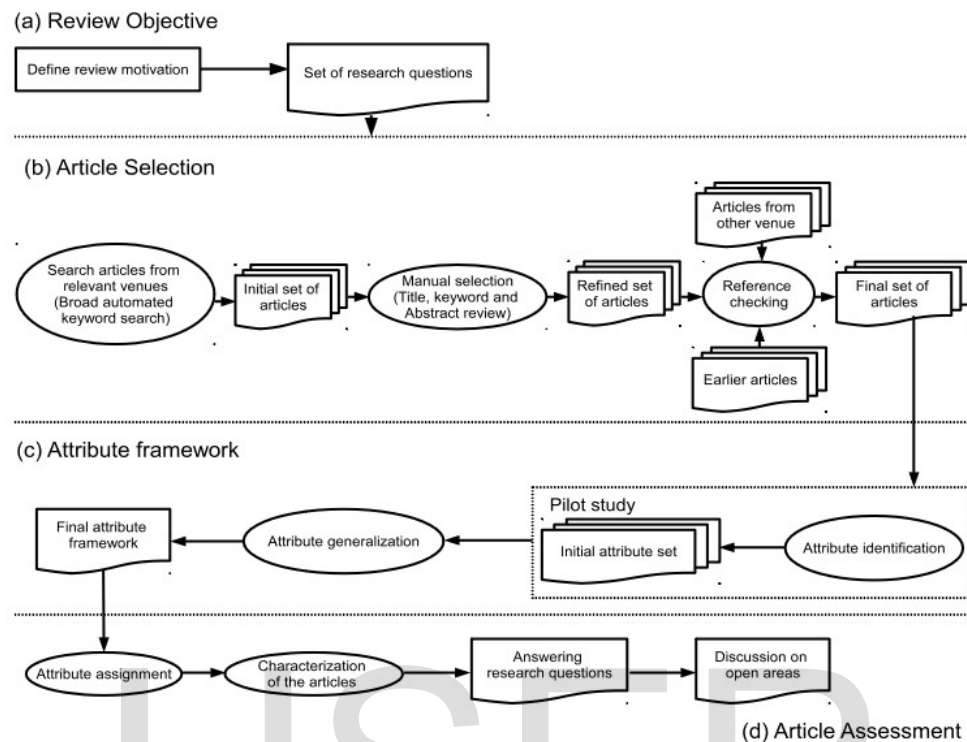 (a) Review Objective
Define review motivation
Set of research questions
(b) Article Selection
Articles from
other venue
Search articles from
relevant venues
(Broad automated
keyword search)
Initial set of
articles
Manual selection
(Title, keyword and
Abstract review)
Refined set
of articles
Reference
checking
Final set of
articles
Earlier articles
(c) Attribute framework
Pilot study
Final attribute
framework
Attribute generalization
Initial attribute set
Attribute identification
Attribute assignment
Characterization
of the articles
Answering
research questions
Discussion on
open areas
(d) Article Assessment